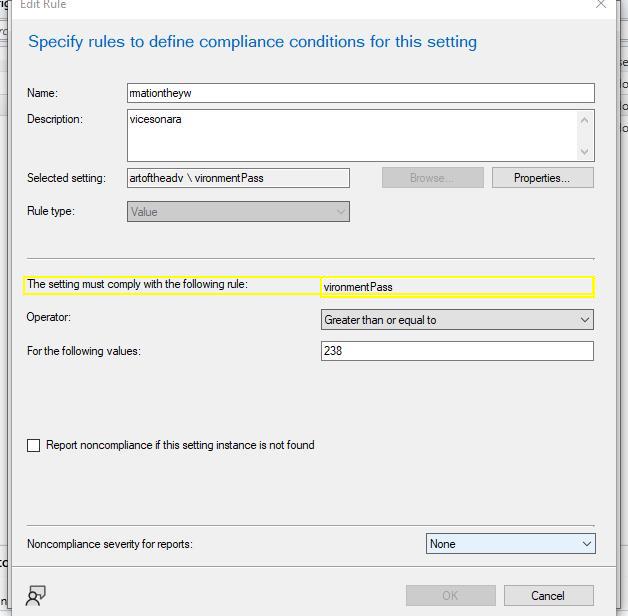 Edit Rule
Specify rules to define compliance conditions for this setting
Name: rmationtheyw
Description: vicesonara
Selected setting: artoftheadv \ vironmentPass Browse... Properties...
Rule type: Value
The setting must comply with the following rule: vironmentPass
Operator: Greater than or equal to
For the following values: 238
Report noncompliance if this setting instance is not found
Noncompliance severity for reports: None
OK Cancel